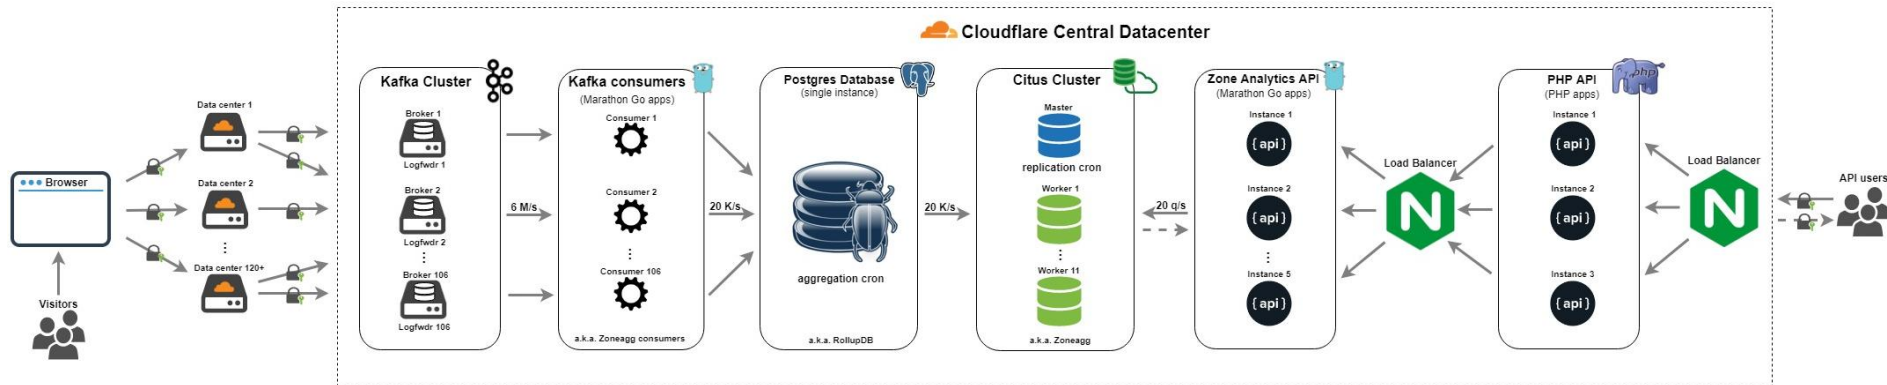 Cloudflare Central Datacenter
Visitors
Browser
Data center 1
Data center 2
Data center 120+
Kafka Cluster
Broker 1
Logfwdr 1
Broker 2
Logfwdr 2
Broker 106
Logfwdr 106
6 M/s
Kafka consumers
(Marathon Go apps)
Consumer 1
Consumer 2
Consumer 106
a.k.a. Zoneagg consumers
20 K/s
Postgres Database
(single instance)
aggregation cron
a.k.a. RollupDB
20 K/s
Citus Cluster
Master
replication cron
Worker 1
Worker 11
a.k.a. Zoneagg
20 q/s
Zone Analytics API
(Marathon Go apps)
Instance 1
{api}
Instance 2
{api}
Instance 5
{api}
Load Balancer
N
PHP API
(PHP apps)
php
Instance 1
{api}
Instance 2
{api}
Instance 3
{api}
Load Balancer
N
API users